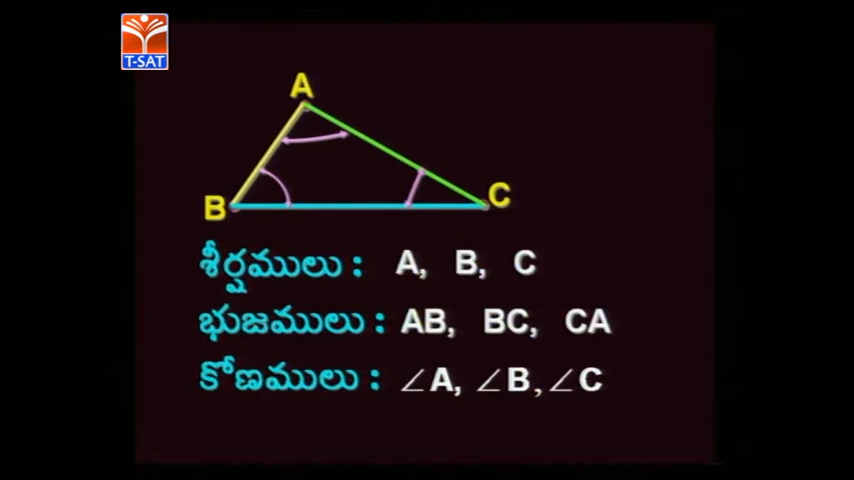 T-SAT
A
B
C
శీర్షములు : A, B, C
భుజములు : AB, BC, CA
కోణములు : ∠A, ∠B, ∠C